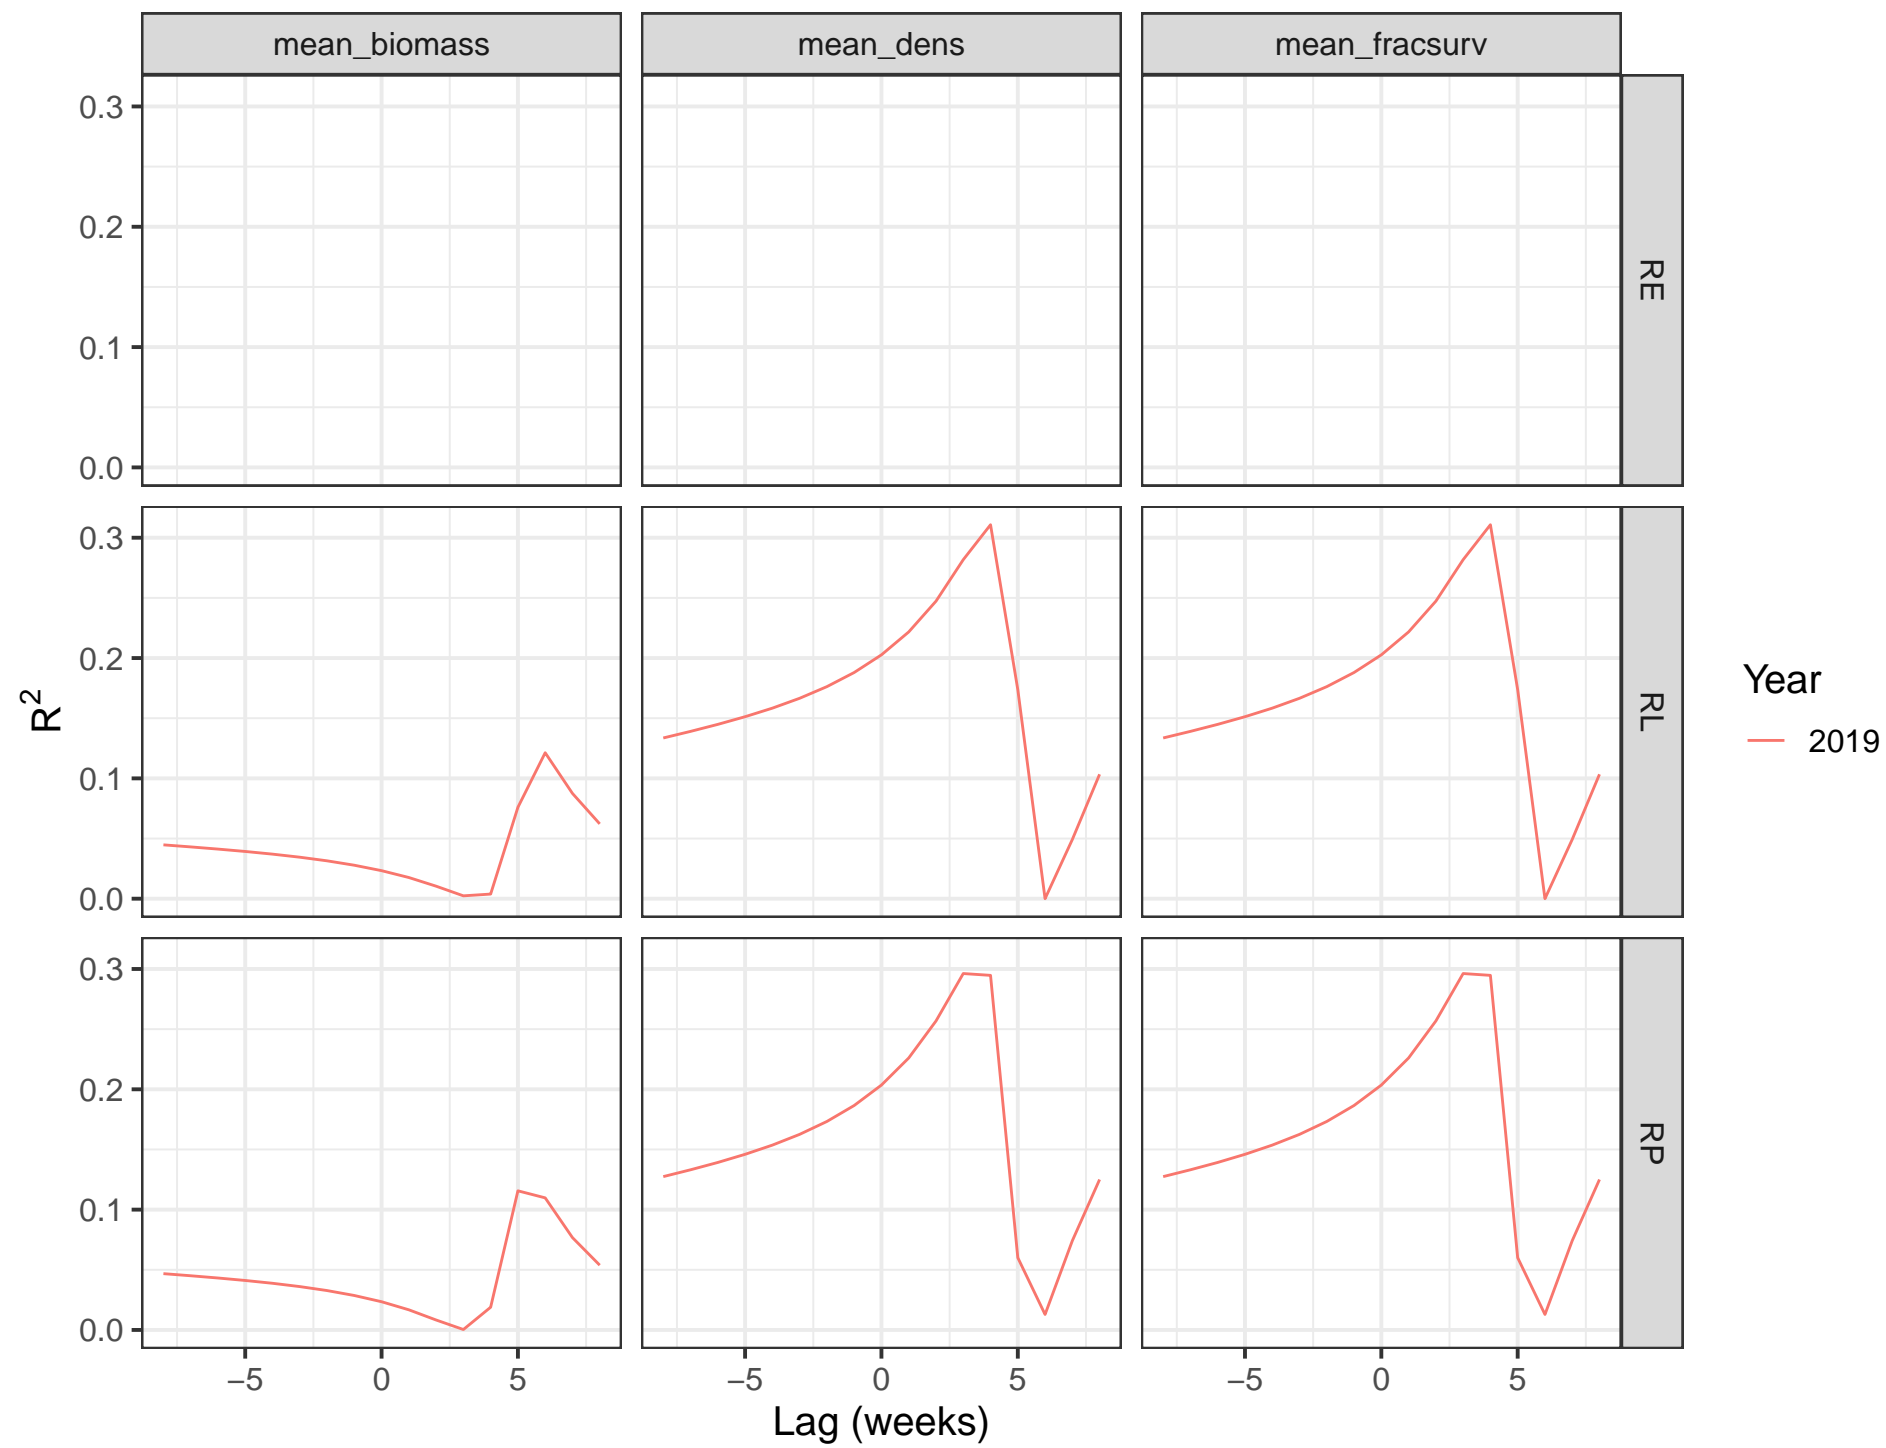 mean_biomass mean_dens mean_fracsurv
0.3
0.2
0.1
0.0
RE
0.3
0.2
0.1
0.0
RL
0.3
0.2
0.1
0.0
RP
−5 0 5 −5 0 5 −5 0 5
Lag (weeks)
R²
Year
2019